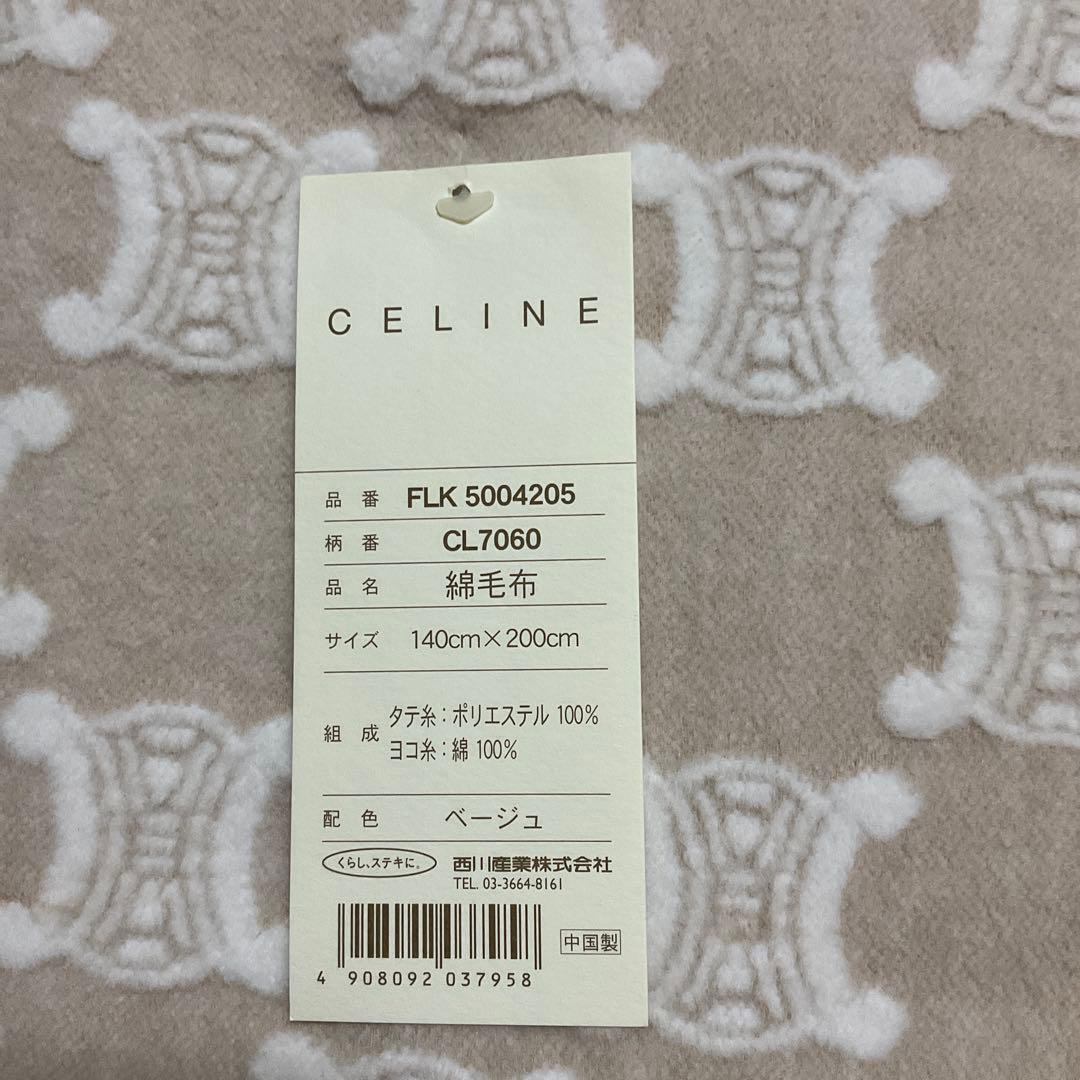 CELINE
品番 FLK 5004205
柄番 CL7060
品名 綿毛布
サイズ 140cm×200cm
組成 タテ糸:ポリエステル 100%
ヨコ糸:綿 100%
配色 ベージュ
くらし、ステキに。 西川産業株式会社
TEL. 03-3664-8161
中国製
4 908092 037958